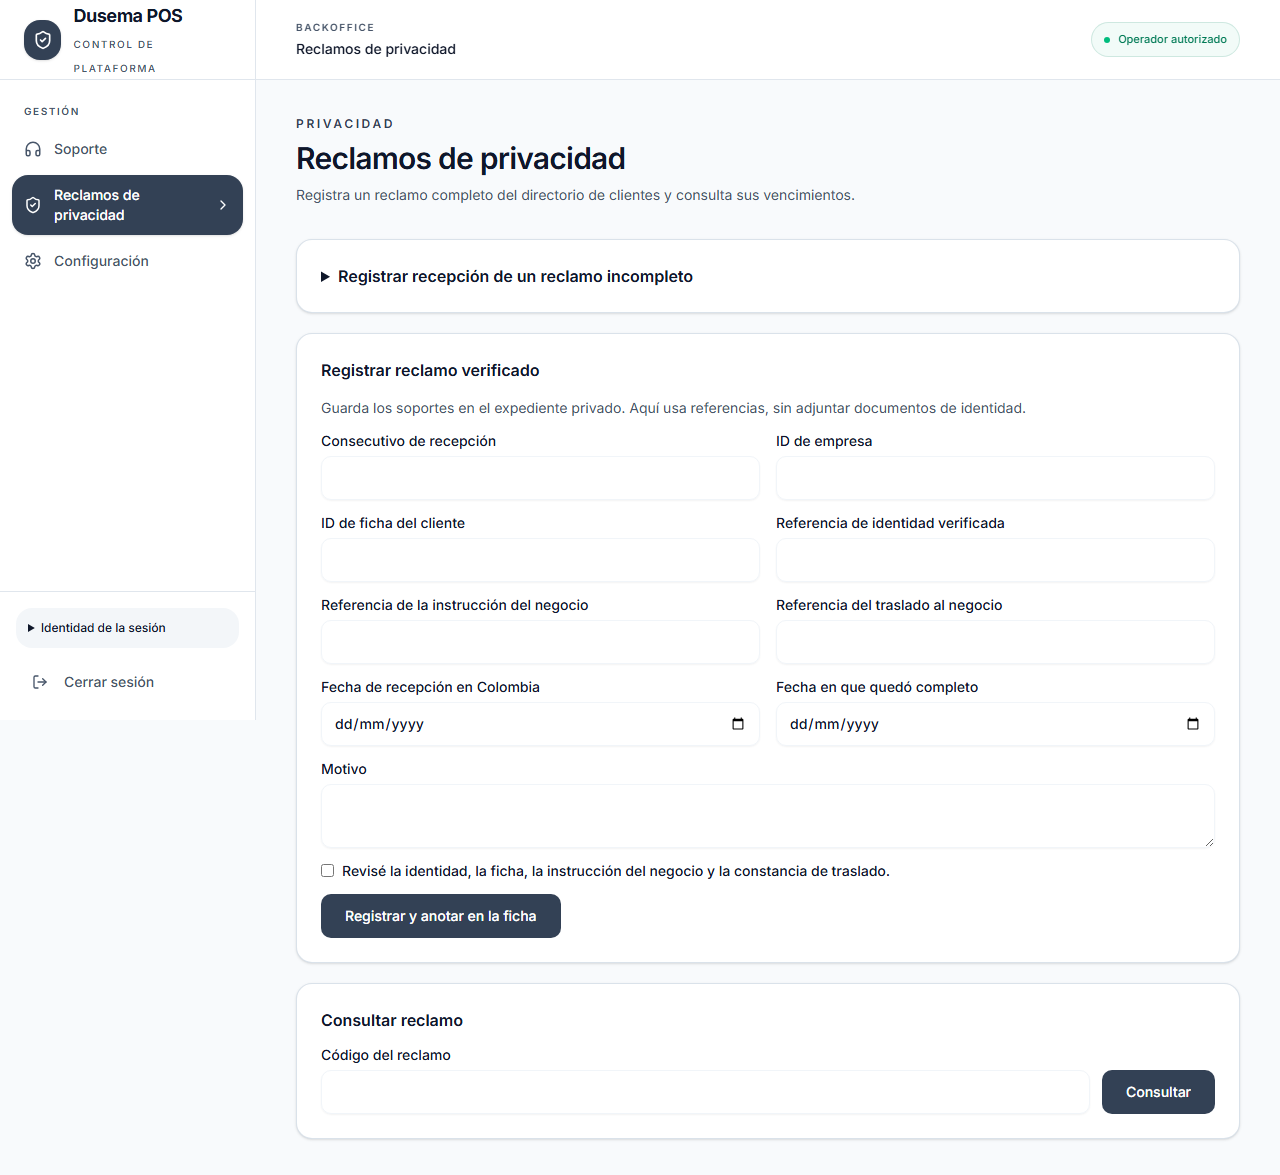 Dusema POS
CONTROL DE
PLATAFORMA
GESTIÓN
Soporte
Reclamos de
privacidad
Configuración
Identidad de la sesión
Cerrar sesión
BACKOFFICE
Reclamos de privacidad
Operador autorizado
PRIVACIDAD
Reclamos de privacidad
Registra un reclamo completo del directorio de clientes y consulta sus vencimientos.
Registrar recepción de un reclamo incompleto
Registrar reclamo verificado
Guarda los soportes en el expediente privado. Aquí usa referencias, sin adjuntar documentos de identidad.
Consecutivo de recepción
ID de empresa
ID de ficha del cliente
Referencia de identidad verificada
Referencia de la instrucción del negocio
Referencia del traslado al negocio
Fecha de recepción en Colombia
Fecha en que quedó completo
dd/mm/yyyy
dd/mm/yyyy
Motivo
Revisé la identidad, la ficha, la instrucción del negocio y la constancia de traslado.
Registrar y anotar en la ficha
Consultar reclamo
Código del reclamo
Consultar